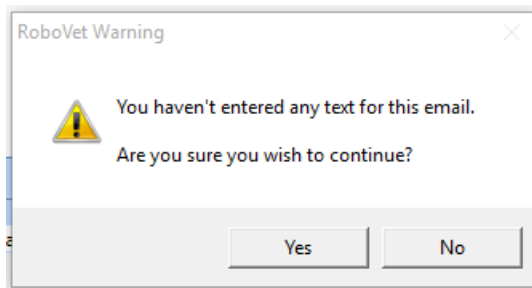 RoboVet Warning
You haven't entered any text for this email.
Are you sure you wish to continue?
Yes
No